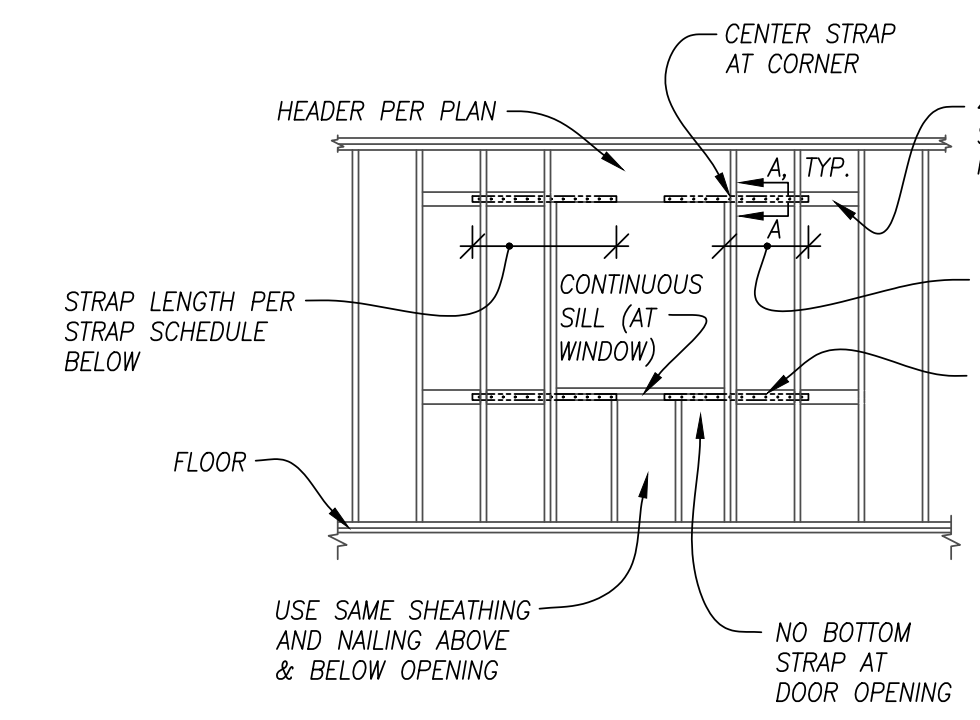 CENTER STRAP
AT CORNER
HEADER PER PLAN
A, TYP.
A
CONTINUOUS
SILL (AT
WINDOW)
STRAP LENGTH PER
STRAP SCHEDULE
BELOW
FLOOR
USE SAME SHEATHING
AND NAILING ABOVE
& BELOW OPENING
NO BOTTOM
STRAP AT
DOOR OPENING